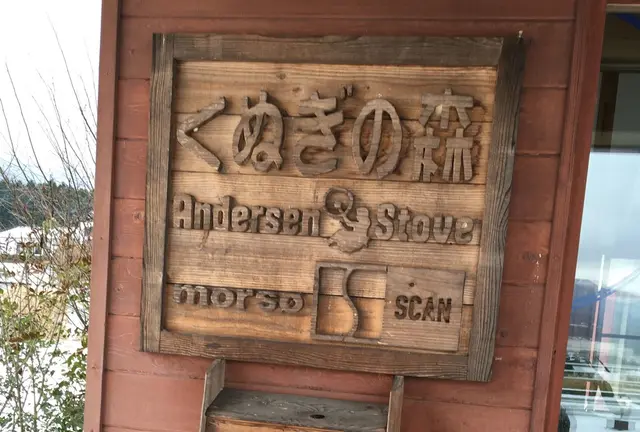 くぬぎの森
Andersen Stove
morsø SCAN